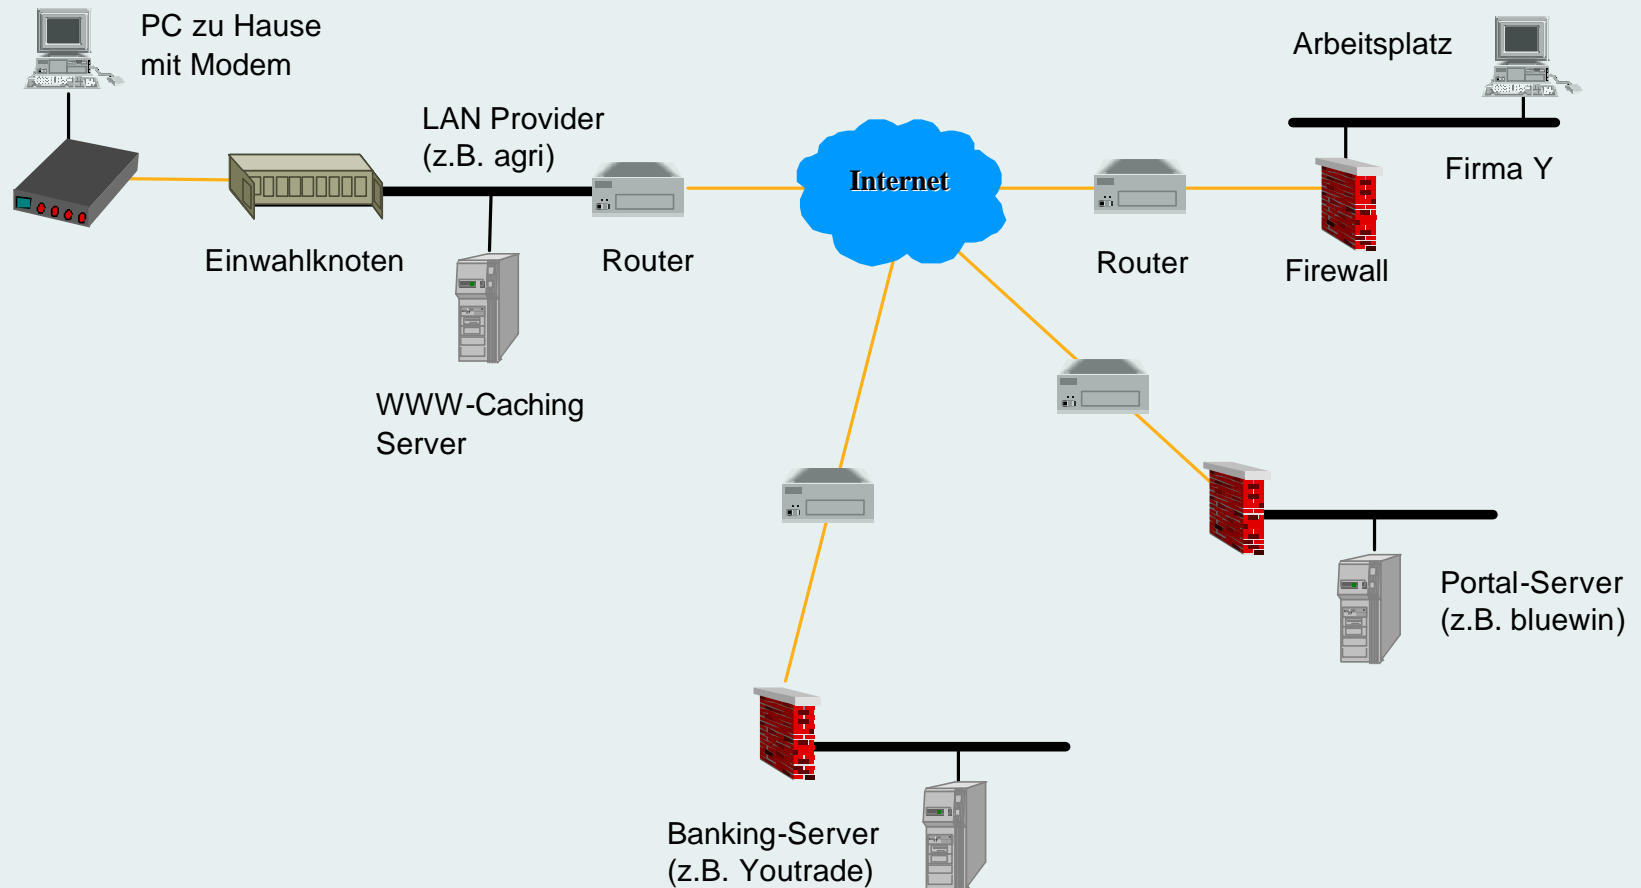 PC zu Hause
mit Modem
Arbeitsplatz
LAN Provider
(z.B. agri)
Internet
Firma Y
Einwahlknoten
Router
Router
Firewall
WWW-Caching
Server
Portal-Server
(z.B. bluewin)
Banking-Server
(z.B. Youtrade)